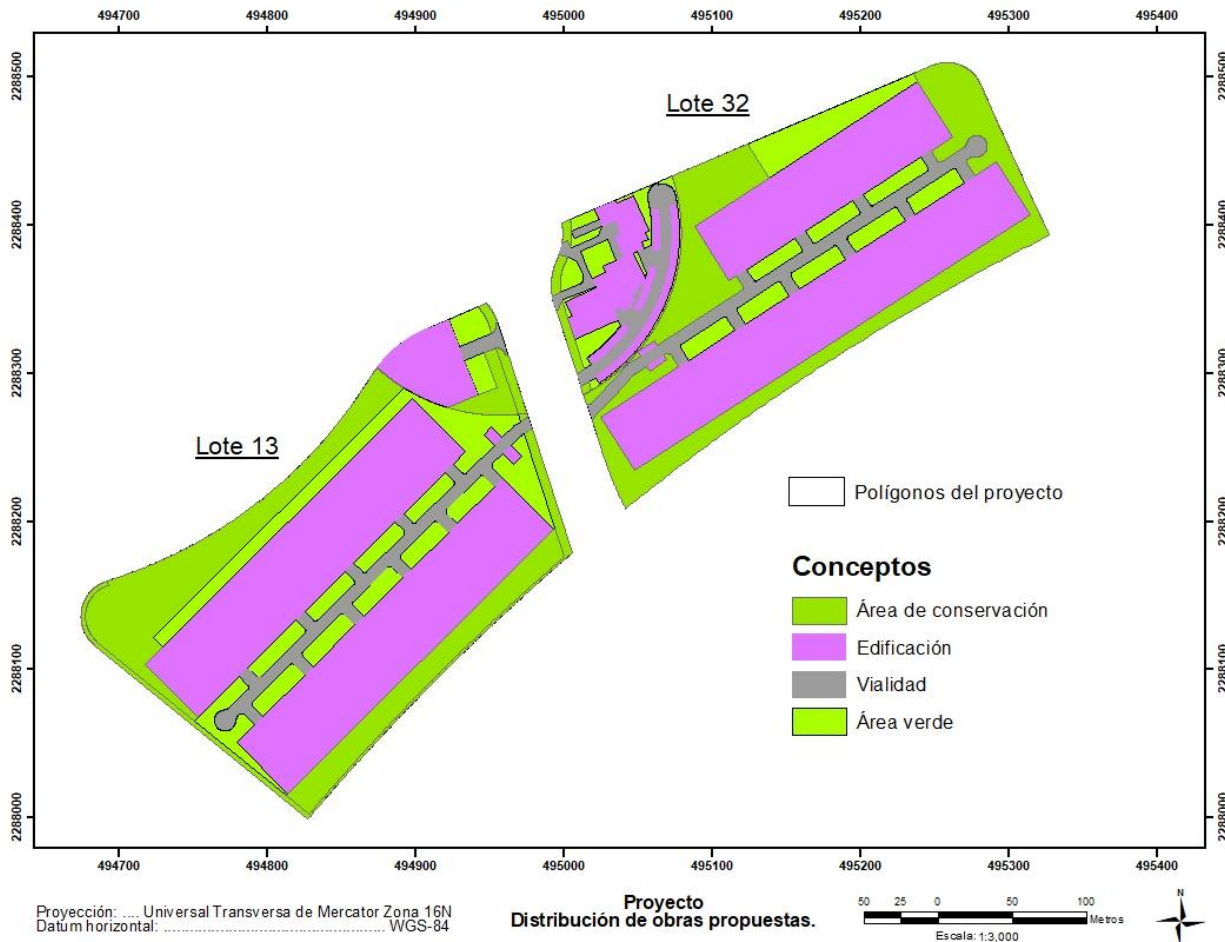 494700 494800 494900 495000 495100 495200 495300 495400
2288500 2288500
Lote 32
2288400 2288400
2288300 2288300
Lote 13
Polígonos del proyecto
2288200 2288200
Conceptos
Área de conservación
Edificación
2288100 2288100
Vialidad
Área verde
2288000 2288000
494700 494800 494900 495000 495100 495200 495300 495400
Proyección: .... Universal Transversa de Mercator Zona 16N
Datum horizontal: ............................................ WGS-84
Proyecto
Distribución de obras propuestas.
50 25 0 50 100
Metros
Escala: 1:3,000
N